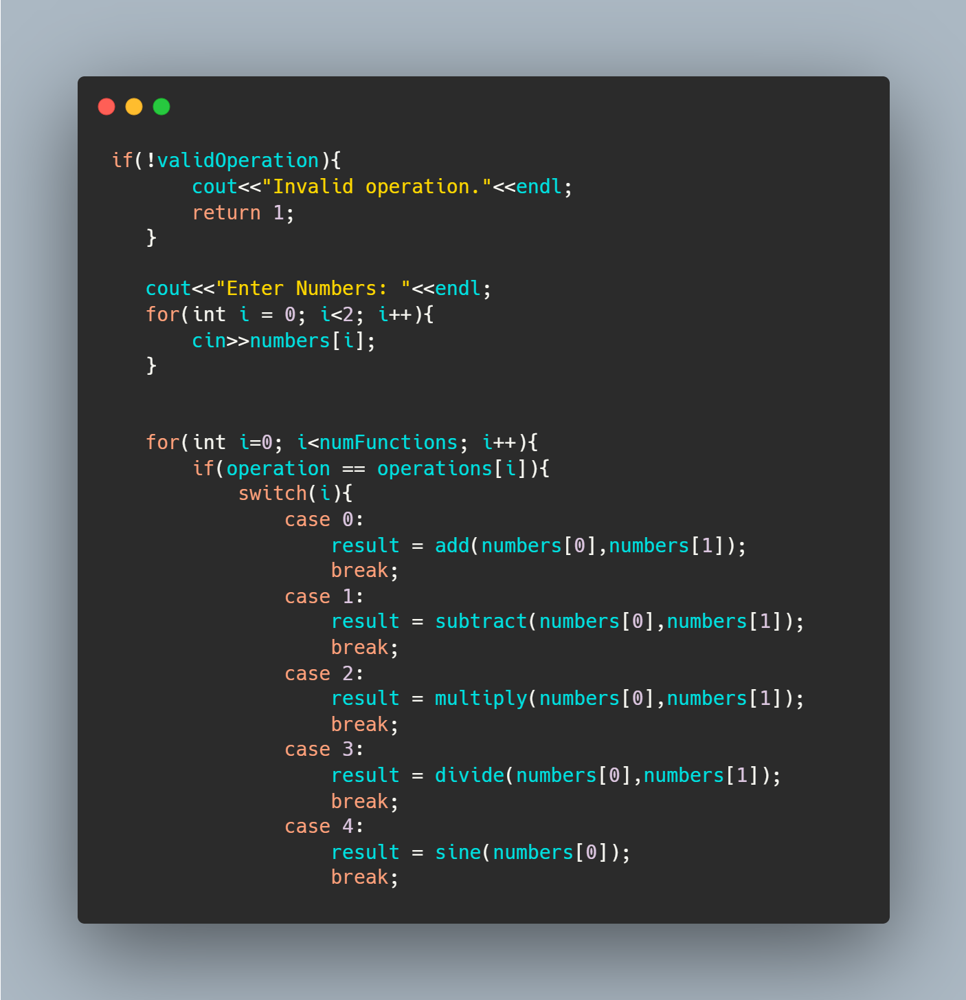 if(!validOperation){
        cout<<"Invalid operation."<<endl;
        return 1;
    }

    cout<<"Enter Numbers: "<<endl;
    for(int i = 0; i<2; i++){
        cin>>numbers[i];
    }


    for(int i=0; i<numFunctions; i++){
        if(operation == operations[i]){
            switch(i){
                case 0:
                    result = add(numbers[0],numbers[1]);
                    break;
                case 1:
                    result = subtract(numbers[0],numbers[1]);
                    break;
                case 2:
                    result = multiply(numbers[0],numbers[1]);
                    break;
                case 3:
                    result = divide(numbers[0],numbers[1]);
                    break;
                case 4:
                    result = sine(numbers[0]);
                    break;